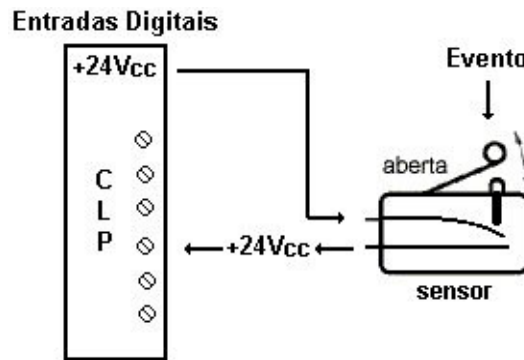 Entradas Digitais
+24Vcc
Evento
aberta
C
L
P
+24Vcc
sensor